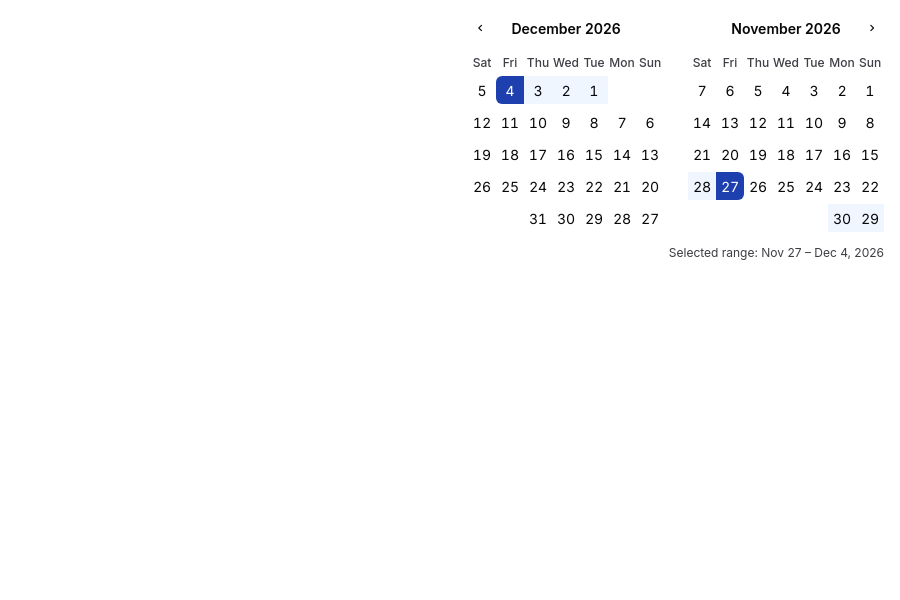 December 2026
Sat Fri Thu Wed Tue Mon Sun
5 4 3 2 1
12 11 10 9 8 7 6
19 18 17 16 15 14 13
26 25 24 23 22 21 20
31 30 29 28 27
November 2026
Sat Fri Thu Wed Tue Mon Sun
7 6 5 4 3 2 1
14 13 12 11 10 9 8
21 20 19 18 17 16 15
28 27 26 25 24 23 22
30 29
Selected range: Nov 27 – Dec 4, 2026